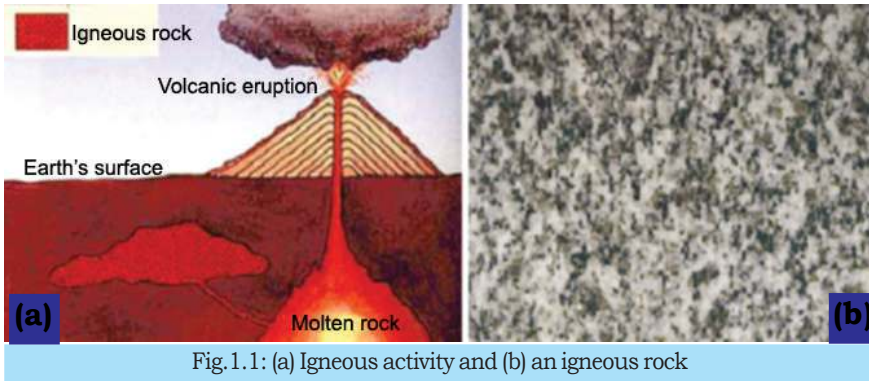 Igneous rock
Volcanic eruption
Earth's surface
Molten rock
(a)
(b)
Fig.1.1: (a) Igneous activity and (b) an igneous rock